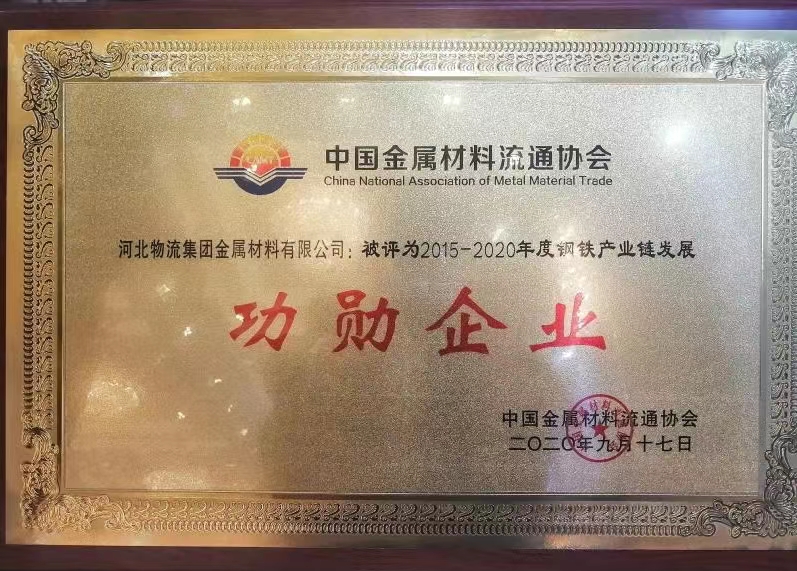 中国金属材料流通协会
China National Association of Metal Material Trade
河北物流集团金属材料有限公司：被评为2015-2020年度钢铁产业链发展
功勋企业
中国金属材料流通协会
二〇二〇年九月十七日